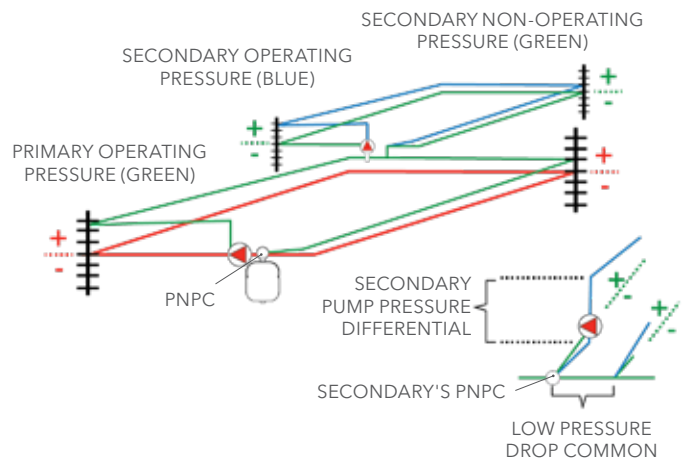 SECONDARY NON-OPERATING
PRESSURE (GREEN)
SECONDARY OPERATING
PRESSURE (BLUE)
PRIMARY OPERATING
PRESSURE (GREEN)
+
-
+
-
+
-
+
-
PNPC
SECONDARY
PUMP PRESSURE
DIFFERENTIAL
+
-
+
-
SECONDARY'S PNPC
LOW PRESSURE
DROP COMMON